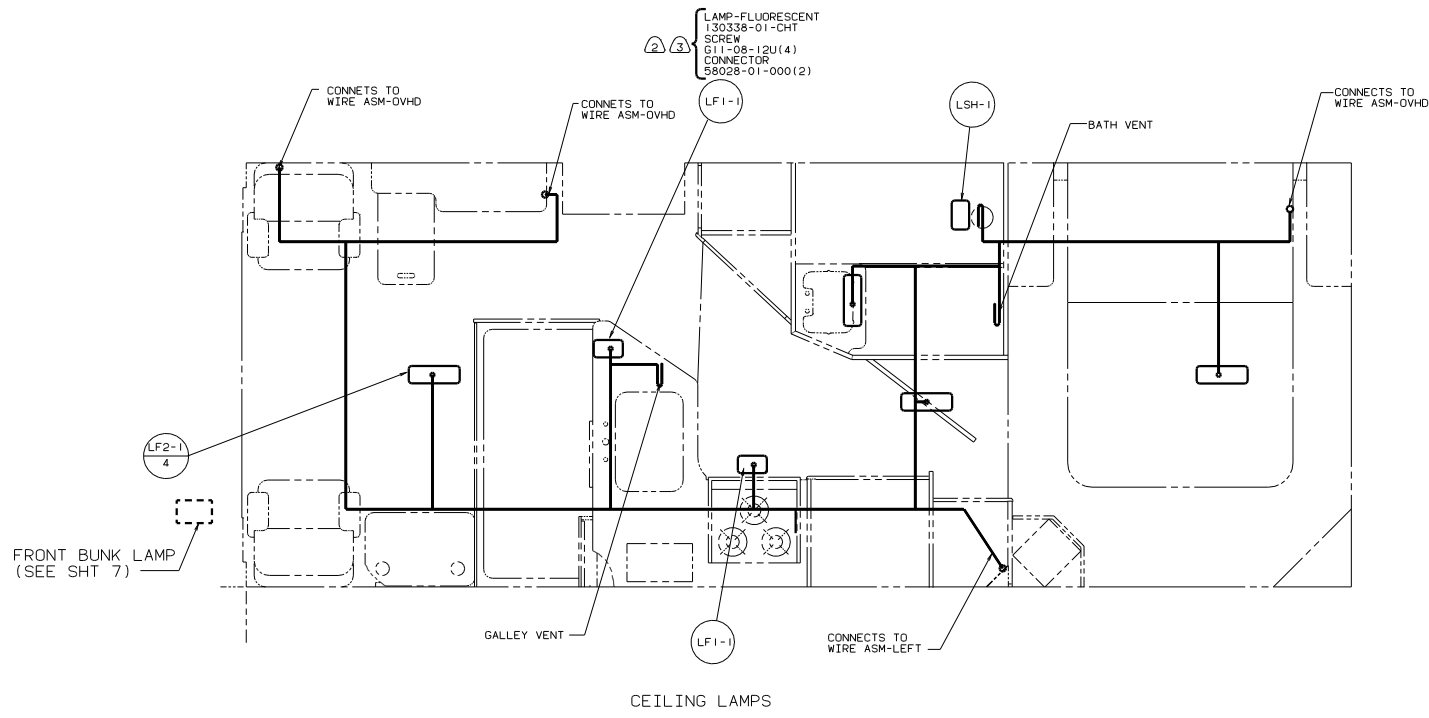 LAMP-FLUORESCENT
130338-01-CHT
SCREW
G11-08-12U(4)
CONNECTOR
58028-01-000(2)
2
3
CONNETS TO
WIRE ASM-OVHD
CONNETS TO
WIRE ASM-OVHD
LF1-1
LSH-1
CONNECTS TO
WIRE ASM-OVHD
BATH VENT
LF2-1
4
FRONT BUNK LAMP
(SEE SHT 7)
GALLEY VENT
LF1-1
CONNECTS TO
WIRE ASM-LEFT
CEILING LAMPS